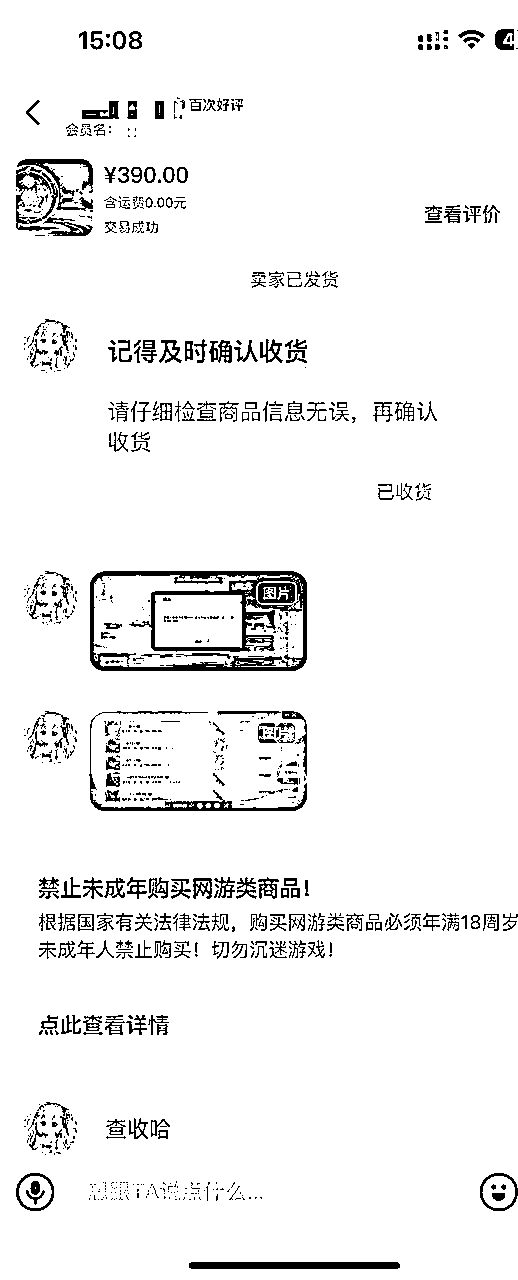 15:08
百次好评
会员名：
¥390.00
含运费0.00元
交易成功
查看评价
卖家已发货
记得及时确认收货
请仔细检查商品信息无误，再确认
收货
已收货
图片
图片
禁止未成年购买网游类商品！
根据国家有关法律法规，购买网游类商品必须年满18周岁
未成年人禁止购买！切勿沉迷游戏！
点此查看详情
查收哈
想跟TA说点什么...